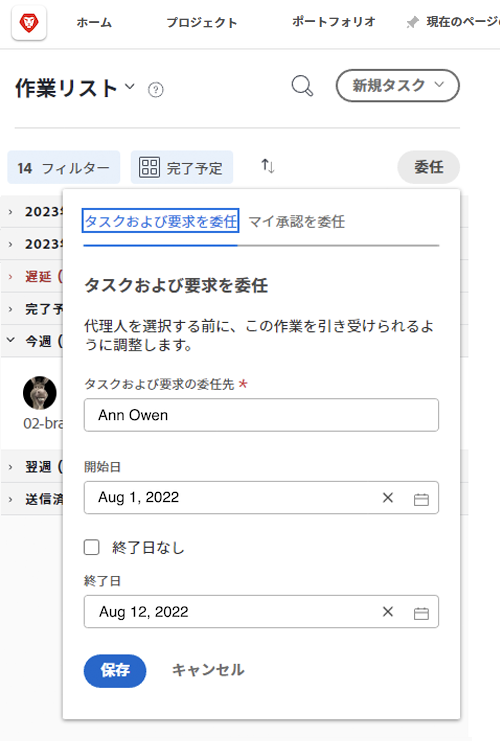 ホーム プロジェクト ポートフォリオ 現在のページの
作業リスト ? 新規タスク
14 フィルター 完了予定 委任
2023
タスクおよび要求を委任 マイ承認を委任
2023
遅延 (
タスクおよび要求を委任
完了予
代理人を選択する前に、この作業を引き受けられるよ
今週 (
うに調整します。
タスクおよび要求の委任先 *
Ann Owen
02-bra
開始日
翌週 (
Aug 1, 2022
送信済
終了日なし
終了日
Aug 12, 2022
保存 キャンセル